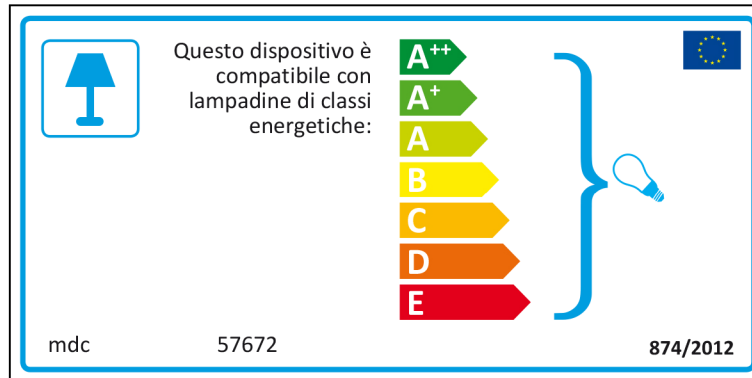 Questo dispositivo è
compatibile con
lampadine di classi
energetiche:
A++
A+
A
B
C
D
E
mdc 57672 874/2012